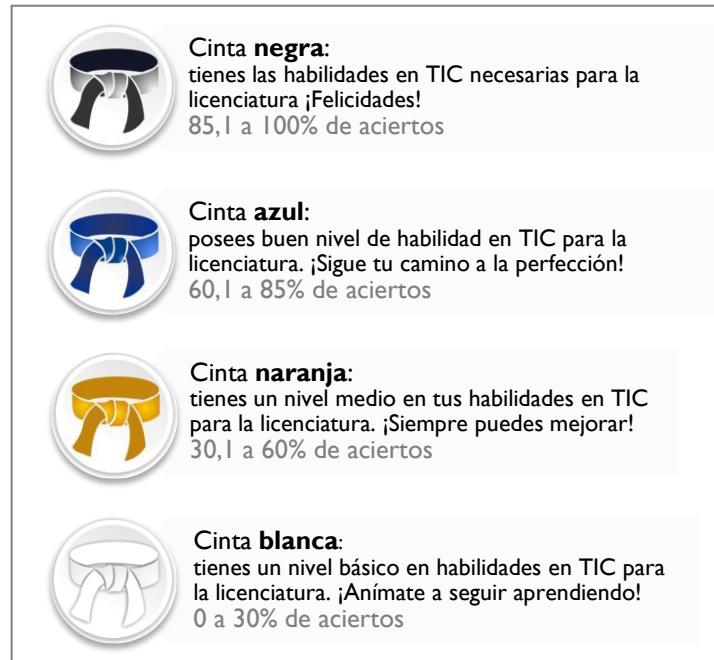 Cinta negra:
tienes las habilidades en TIC necesarias para la
licenciatura ¡Felicidades!
85,1 a 100% de aciertos
Cinta azul:
posees buen nivel de habilidad en TIC para la
licenciatura. ¡Sigue tu camino a la perfección!
60,1 a 85% de aciertos
Cinta naranja:
tienes un nivel medio en tus habilidades en TIC
para la licenciatura. ¡Siempre puedes mejorar!
30,1 a 60% de aciertos
Cinta blanca:
tienes un nivel básico en habilidades en TIC para
la licenciatura. ¡Anímate a seguir aprendiendo!
0 a 30% de aciertos